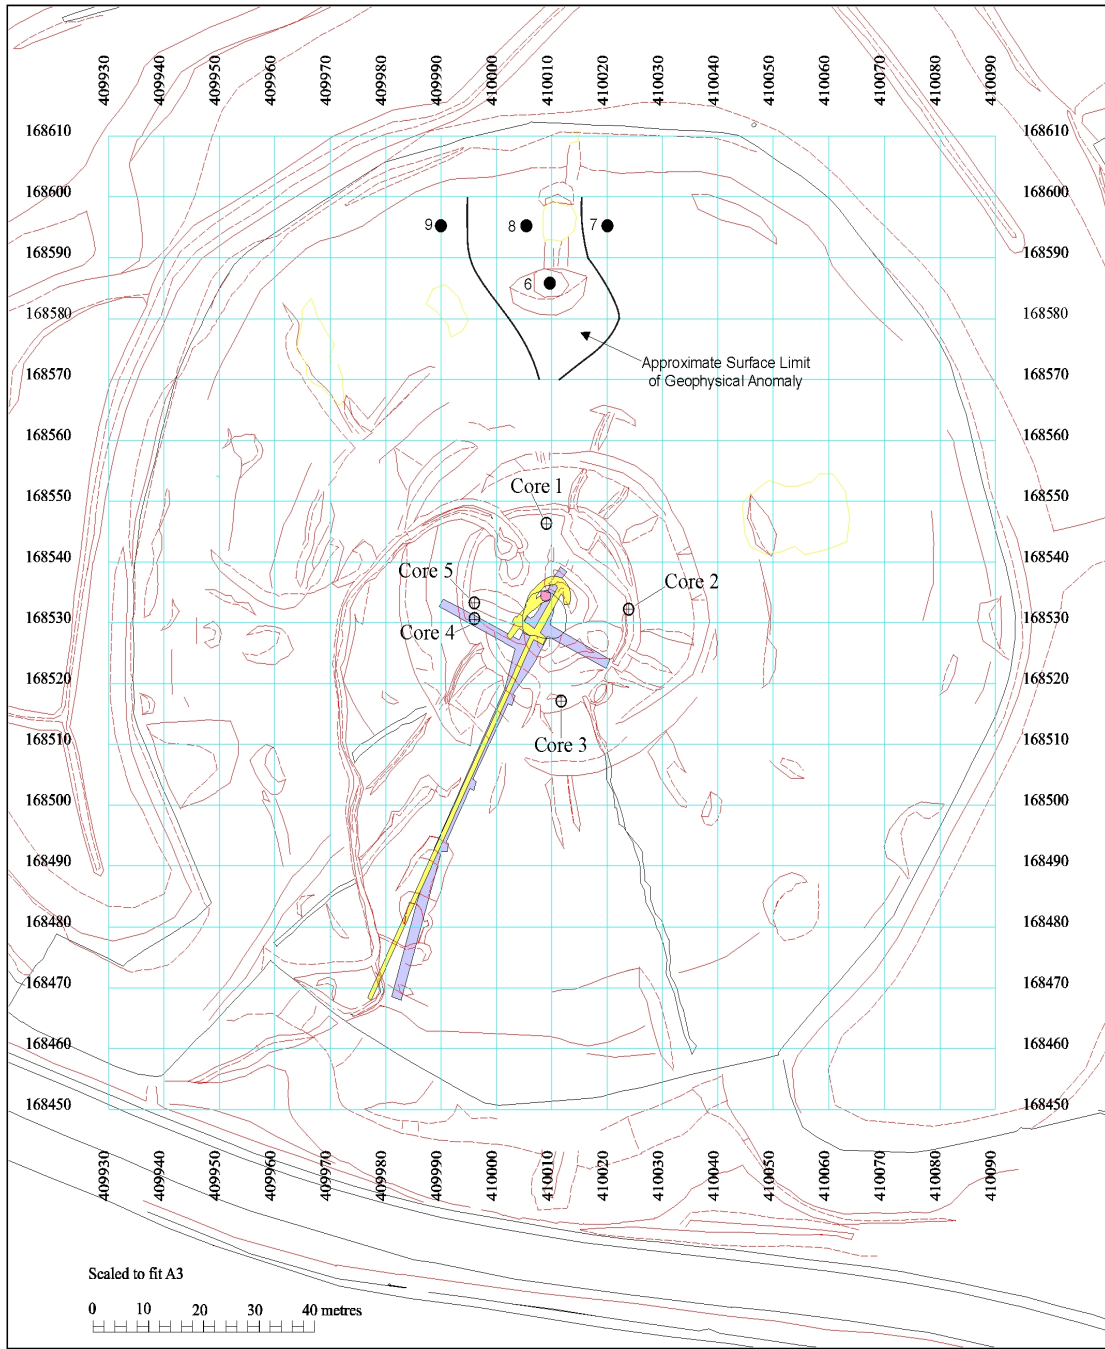 409930 409940 409950 409960 409970 409980 409990 410000 410010 410020 410030 410040 410050 410060 410070 410080 410090
168610 168610
168600 168600
9 8 7
168590 168590
6
168580 168580
Approximate Surface Limit
of Geophysical Anomaly
168570 168570
168560 168560
Core 1
168550 168550
168540 168540
Core 5 Core 2
168530 168530
Core 4
168520 168520
168510 168510
Core 3
168500 168500
168490 168490
168480 168480
168470 168470
168460 168460
168450 168450
409930 409940 409950 409960 409970 409980 409990 410000 410010 410020 410030 410040 410050 410060 410070 410080 410090
Scaled to fit A3
0 10 20 30 40 metres